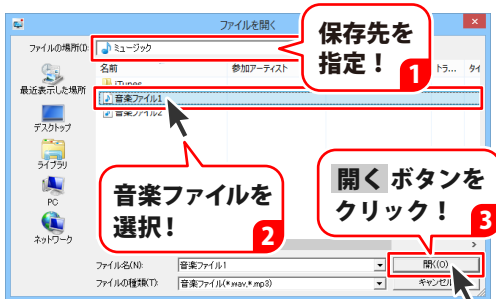 ファイルを開く
ファイルの場所(I):
ミュージック
保存先を
指定！
1
名前
参加アーティスト
トラ...
タイ
iTunes
音楽ファイル1
音楽ファイル2
最近表示した場所
デスクトップ
ライブラリ
PC
ネットワーク
音楽ファイルを
選択！
2
開く ボタンを
クリック！
3
ファイル名(N):
音楽ファイル1
開く(O)
ファイルの種類(T):
音楽ファイル(*.wav,*.mp3)
キャンセル